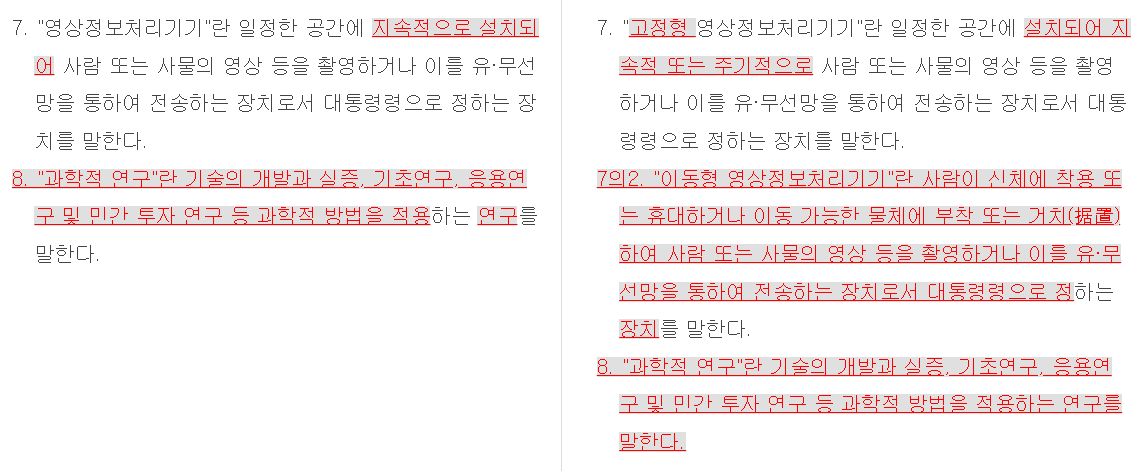 7. "영상정보처리기기"란 일정한 공간에 지속적으로 설치되
어 사람 또는 사물의 영상 등을 촬영하거나 이를 유·무선
망을 통하여 전송하는 장치로서 대통령령으로 정하는 장
치를 말한다.
8. "과학적 연구"란 기술의 개발과 실증, 기초연구, 응용연
구 및 민간 투자 연구 등 과학적 방법을 적용하는 연구를
말한다.
7. "고정형 영상정보처리기기"란 일정한 공간에 설치되어 지
속적 또는 주기적으로 사람 또는 사물의 영상 등을 촬영
하거나 이를 유·무선망을 통하여 전송하는 장치로서 대통
령령으로 정하는 장치를 말한다.
7의2. "이동형 영상정보처리기기"란 사람이 신체에 착용 또
는 휴대하거나 이동 가능한 물체에 부착 또는 거치(据置)
하여 사람 또는 사물의 영상 등을 촬영하거나 이를 유·무
선망을 통하여 전송하는 장치로서 대통령령으로 정하는
장치를 말한다.
8. "과학적 연구"란 기술의 개발과 실증, 기초연구, 응용연
구 및 민간 투자 연구 등 과학적 방법을 적용하는 연구를
말한다.